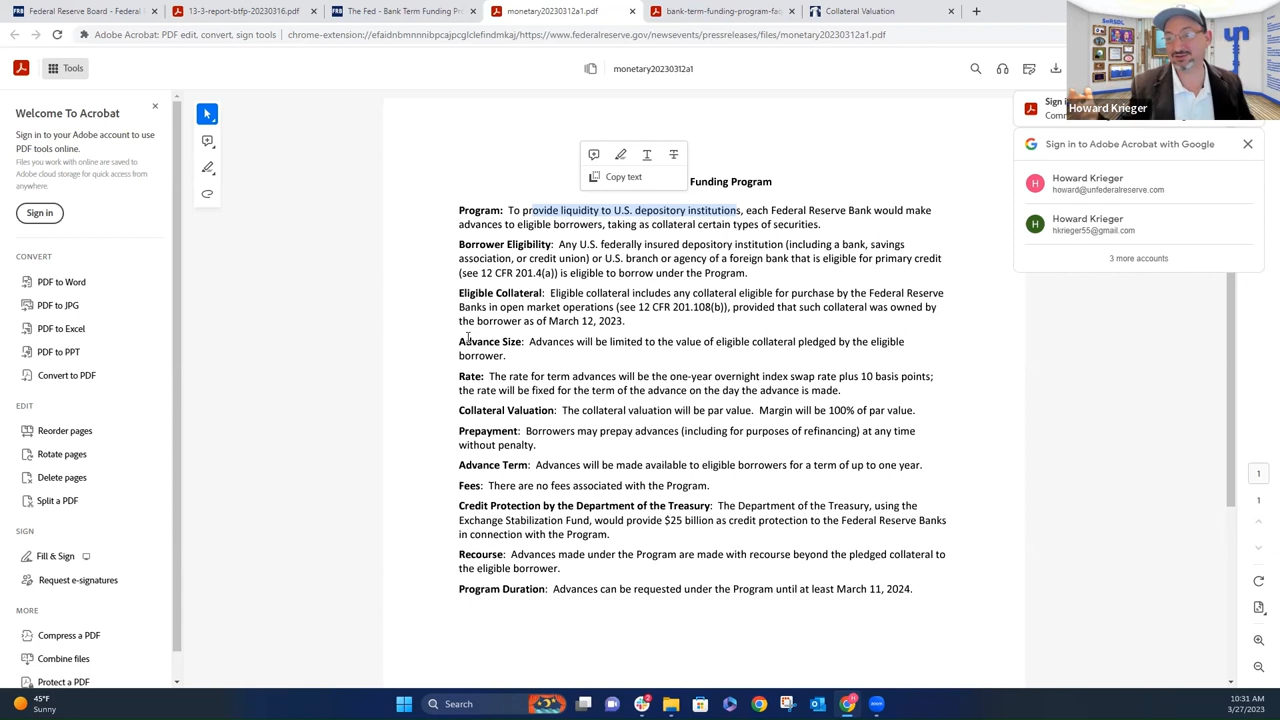 Board of Governors - Federal F
13-3-report-btfp-20230316.pdf
The Fed - Bank Term Funding Pro
monetary20230312a1.pdf
bank-term-funding-program-faq
Collateral Valuation
Adobe Acrobat: PDF edit, convert, sign tools
https://www.federalreserve.gov/newsevents/pressreleases/files/monetary20230312a1.pdf
Tools
monetary20230312a1
Howard Krieger
Welcome To Acrobat
Sign in to your Adobe account to use
PDF tools online.
Files you work with online are saved to
Adobe cloud storage for quick access from
anywhere.
Sign in
CONVERT
PDF to Word
PDF to JPG
PDF to Excel
PDF to PPT
Convert to PDF
EDIT
Reorder pages
Rotate pages
Delete pages
Split a PDF
SIGN
Fill & Sign
Request e-signatures
MORE
Compress a PDF
Combine files
Protect a PDF
Copy text
Funding Program
Program: To provide liquidity to U.S. depository institutions, each Federal Reserve Bank would make
advances to eligible borrowers, taking as collateral certain types of securities.
Borrower Eligibility: Any U.S. federally insured depository institution (including a bank, savings
association, or credit union) or U.S. branch or agency of a foreign bank that is eligible for primary credit
(see 12 CFR 201.4(a)) is eligible to borrow under the Program.
Eligible Collateral: Eligible collateral includes any collateral eligible for purchase by the Federal Reserve
Banks in open market operations (see 12 CFR 201.108(b)), provided that such collateral was owned by
the borrower as of March 12, 2023.
Advance Size: Advances will be limited to the value of eligible collateral pledged by the eligible
borrower.
Rate: The rate for term advances will be the one-year overnight index swap rate plus 10 basis points;
the rate will be fixed for the term of the advance on the day the advance is made.
Collateral Valuation: The collateral valuation will be par value. Margin will be 100% of par value.
Prepayment: Borrowers may prepay advances (including for purposes of refinancing) at any time
without penalty.
Advance Term: Advances will be made available to eligible borrowers for a term of up to one year.
Fees: There are no fees associated with the Program.
Credit Protection by the Department of the Treasury: The Department of the Treasury, using the
Exchange Stabilization Fund, would provide $25 billion as credit protection to the Federal Reserve Banks
in connection with the Program.
Recourse: Advances made under the Program are made with recourse beyond the pledged collateral to
the eligible borrower.
Program Duration: Advances can be requested under the Program until at least March 11, 2024.
Sign in
Sign in to Adobe Acrobat with Google
H
Howard Krieger
howard@unfederalreserve.com
H
Howard Krieger
hkrieger55@gmail.com
3 more accounts
1
1
45°F
Sunny
Search
10:31 AM
3/27/2023